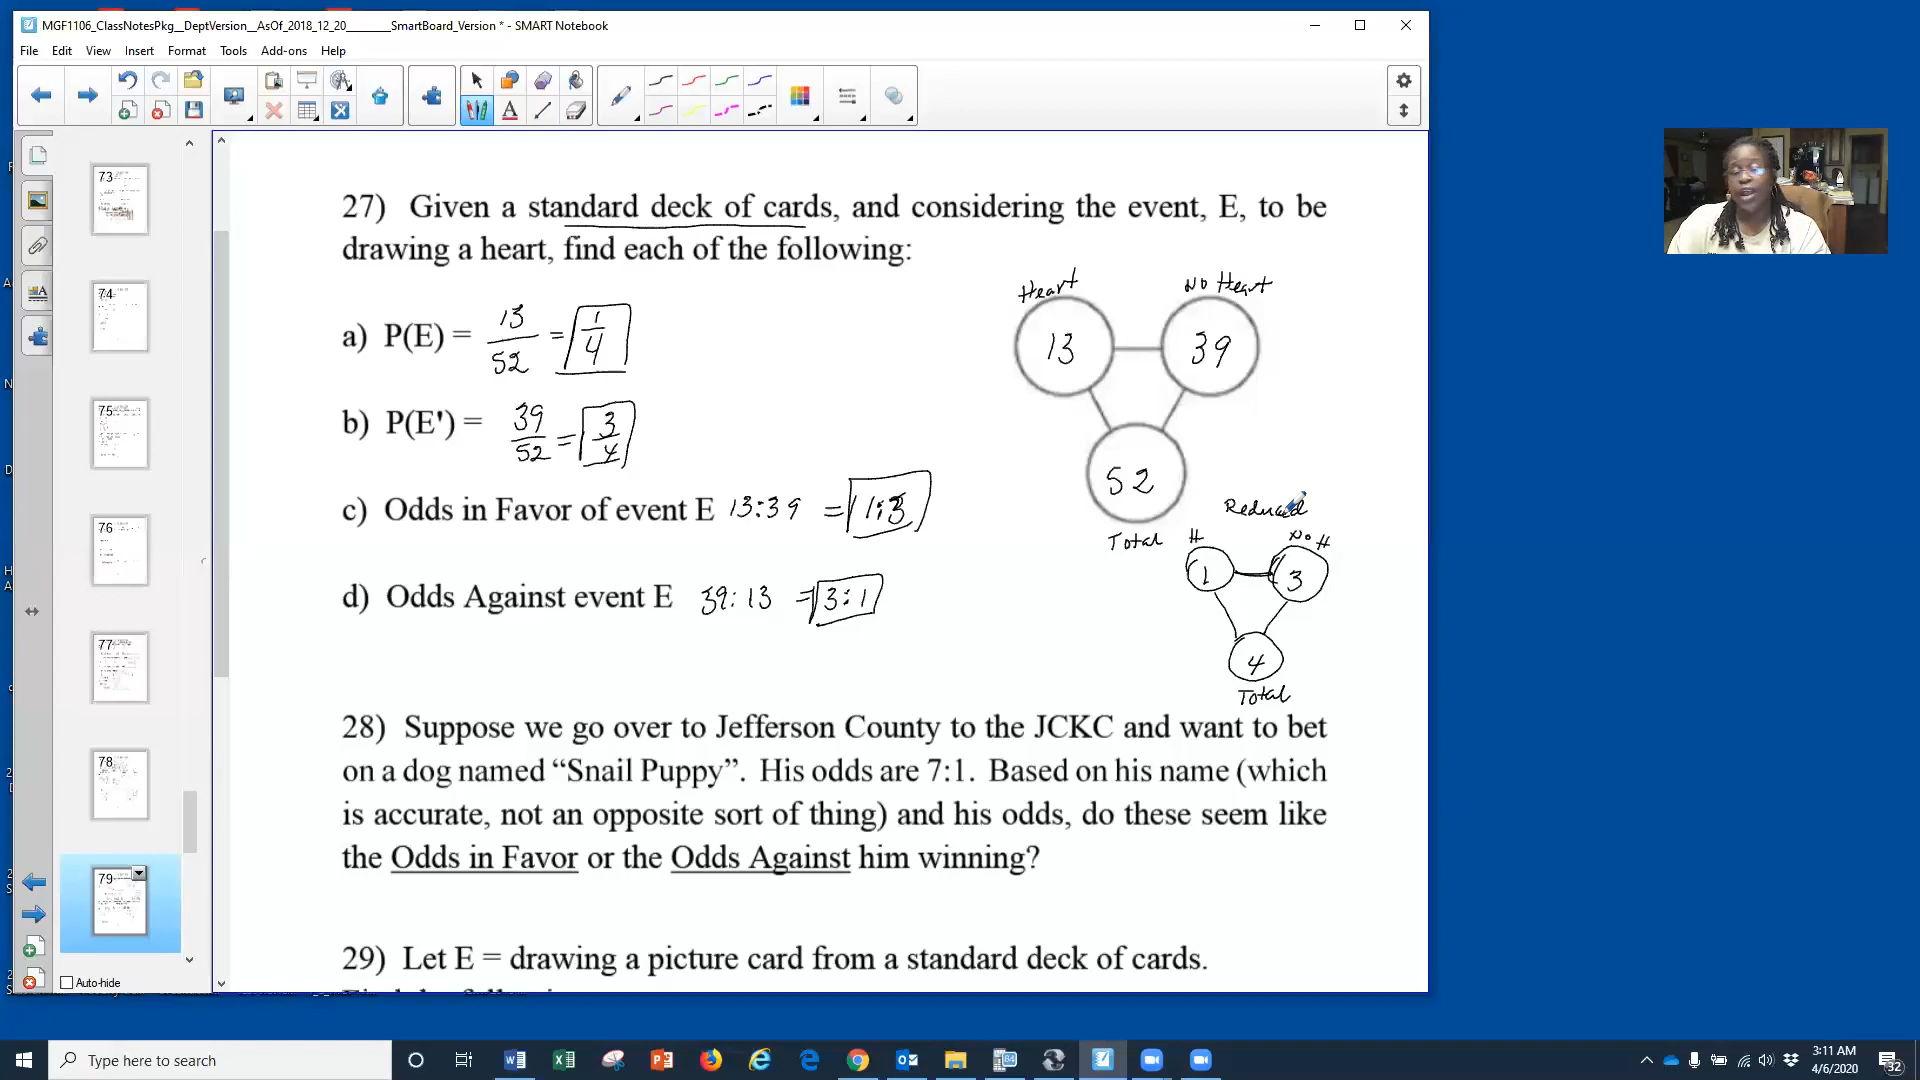 MGF1106_ClassNotesPkg__DeptVersion__AsOf_2018_12_20________SmartBoard_Version * - SMART Notebook
File Edit View Insert Format Tools Add-ons Help
27) Given a standard deck of cards, and considering the event, E, to be
drawing a heart, find each of the following:
Heart No Heart
13 39
52
Total
a) P(E) = 13/52 = 1/4
b) P(E') = 39/52 = 3/4
c) Odds in Favor of event E 13:39 = 1:3
d) Odds Against event E 39:13 = 3:1
Reduced
H No H
1 3
4
Total
28) Suppose we go over to Jefferson County to the JCKC and want to bet
on a dog named “Snail Puppy”. His odds are 7:1. Based on his name (which
is accurate, not an opposite sort of thing) and his odds, do these seem like
the Odds in Favor or the Odds Against him winning?
29) Let E = drawing a picture card from a standard deck of cards.
73
74
75
76
77
78
79
Auto-hide
Type here to search
3:11 AM
4/6/2020
32